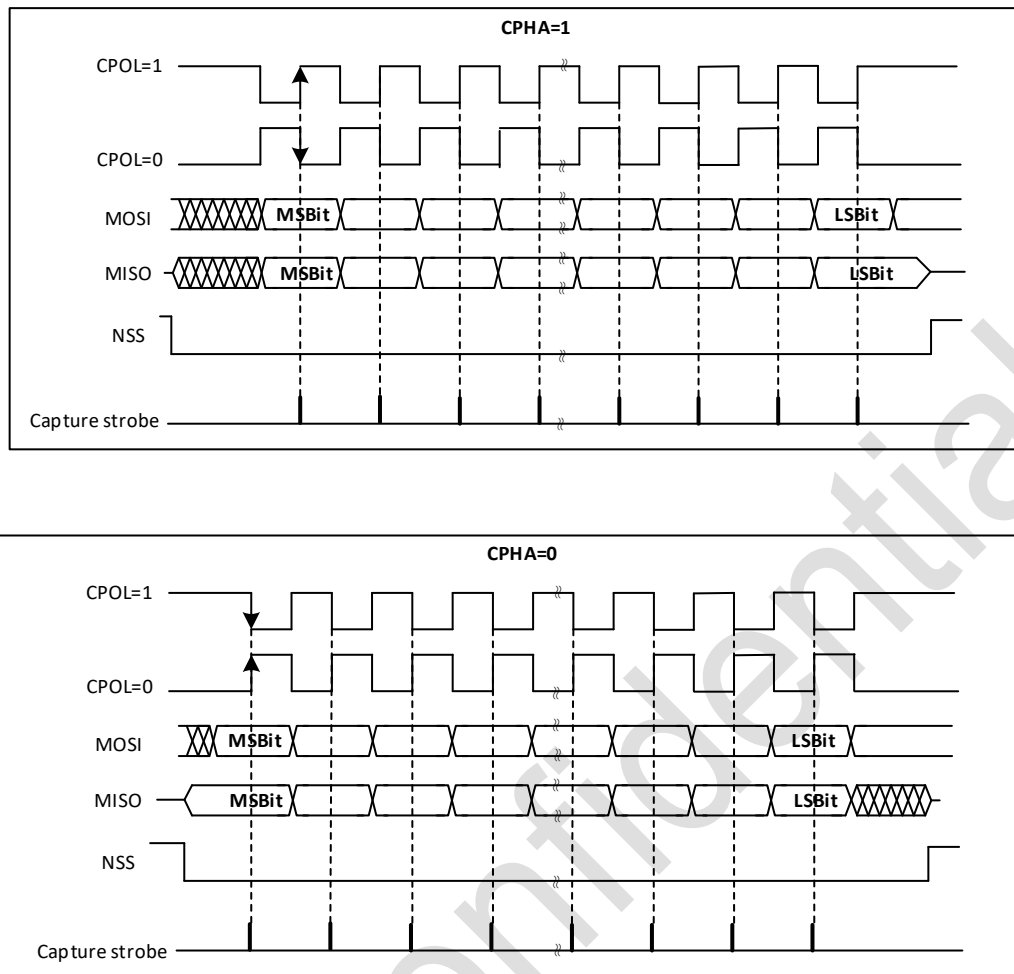 CPHA=1
CPOL=1
CPOL=0
MOSI MSBit LSBit
MISO MSBit LSBit
NSS
Capture strobe
CPHA=0
CPOL=1
CPOL=0
MOSI MSBit LSBit
MISO MSBit LSBit
NSS
Capture strobe
onfidential